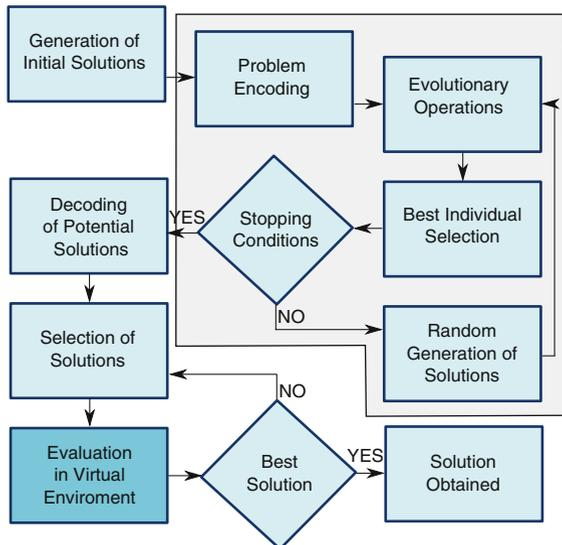 Generation of
Initial Solutions
Problem
Encoding
Evolutionary
Operations
Decoding
of Potential
Solutions
YES
Stopping
Conditions
Best Individual
Selection
NO
Selection of
Solutions
Random
Generation of
Solutions
NO
Evaluation
in Virtual
Enviroment
Best
Solution
YES
Solution
Obtained